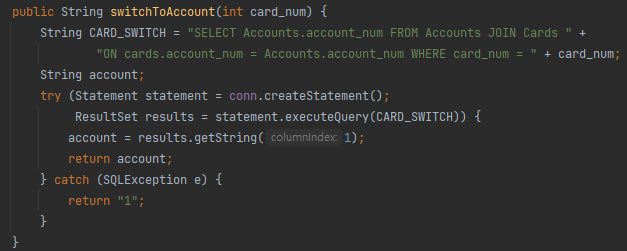 public String switchToAccount(int card_num) {
    String CARD_SWITCH = "SELECT Accounts.account_num FROM Accounts JOIN Cards " +
            "ON cards.account_num = Accounts.account_num WHERE card_num = " + card_num;
    String account;
    try (Statement statement = conn.createStatement();
         ResultSet results = statement.executeQuery(CARD_SWITCH)) {
        account = results.getString( columnIndex: 1);
        return account;
    } catch (SQLException e) {
        return "1";
    }
}